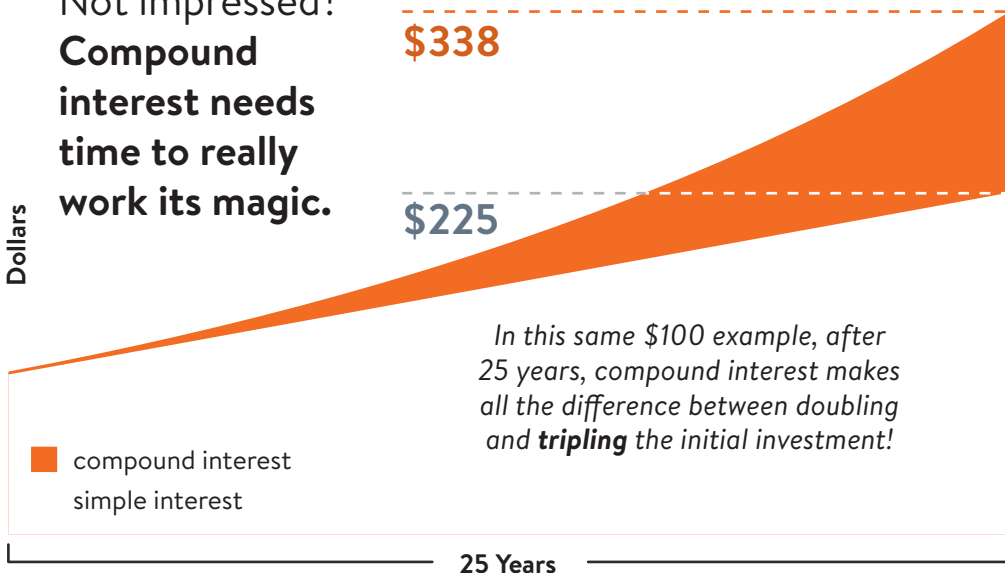 Not impressed?
Compound
interest needs
time to really
work its magic.
$338
$225
Dollars
In this same $100 example, after
25 years, compound interest makes
all the difference between doubling
and tripling the initial investment!
compound interest
simple interest
25 Years